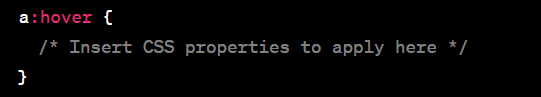 a:hover {
  /* Insert CSS properties to apply here */
}